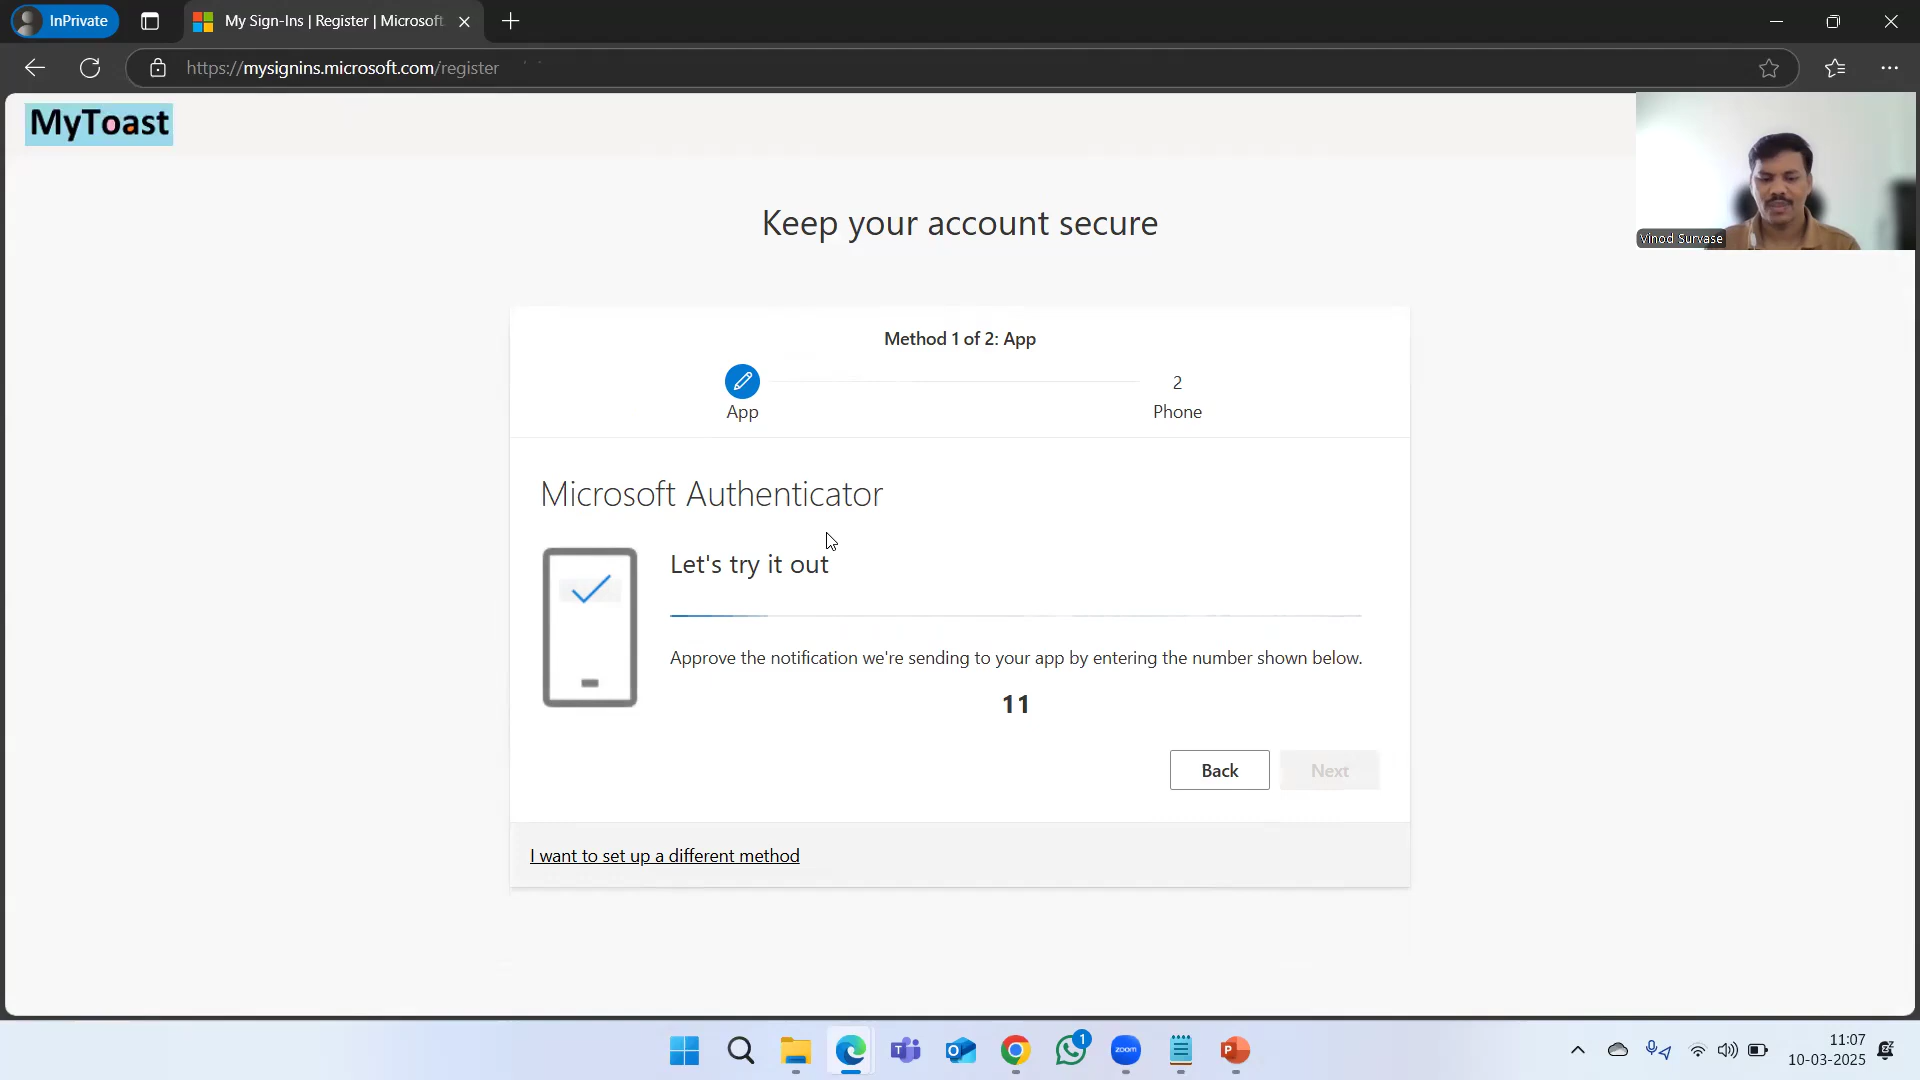 InPrivate
My Sign-Ins | Register | Microsoft
https://mysignins.microsoft.com/register
MyToast
Vinod Survase
Keep your account secure
Method 1 of 2: App
2
App
Phone
Microsoft Authenticator
Let's try it out
Approve the notification we're sending to your app by entering the number shown below.
11
Back
Next
I want to set up a different method
1
zoom
11:07
10-03-2025